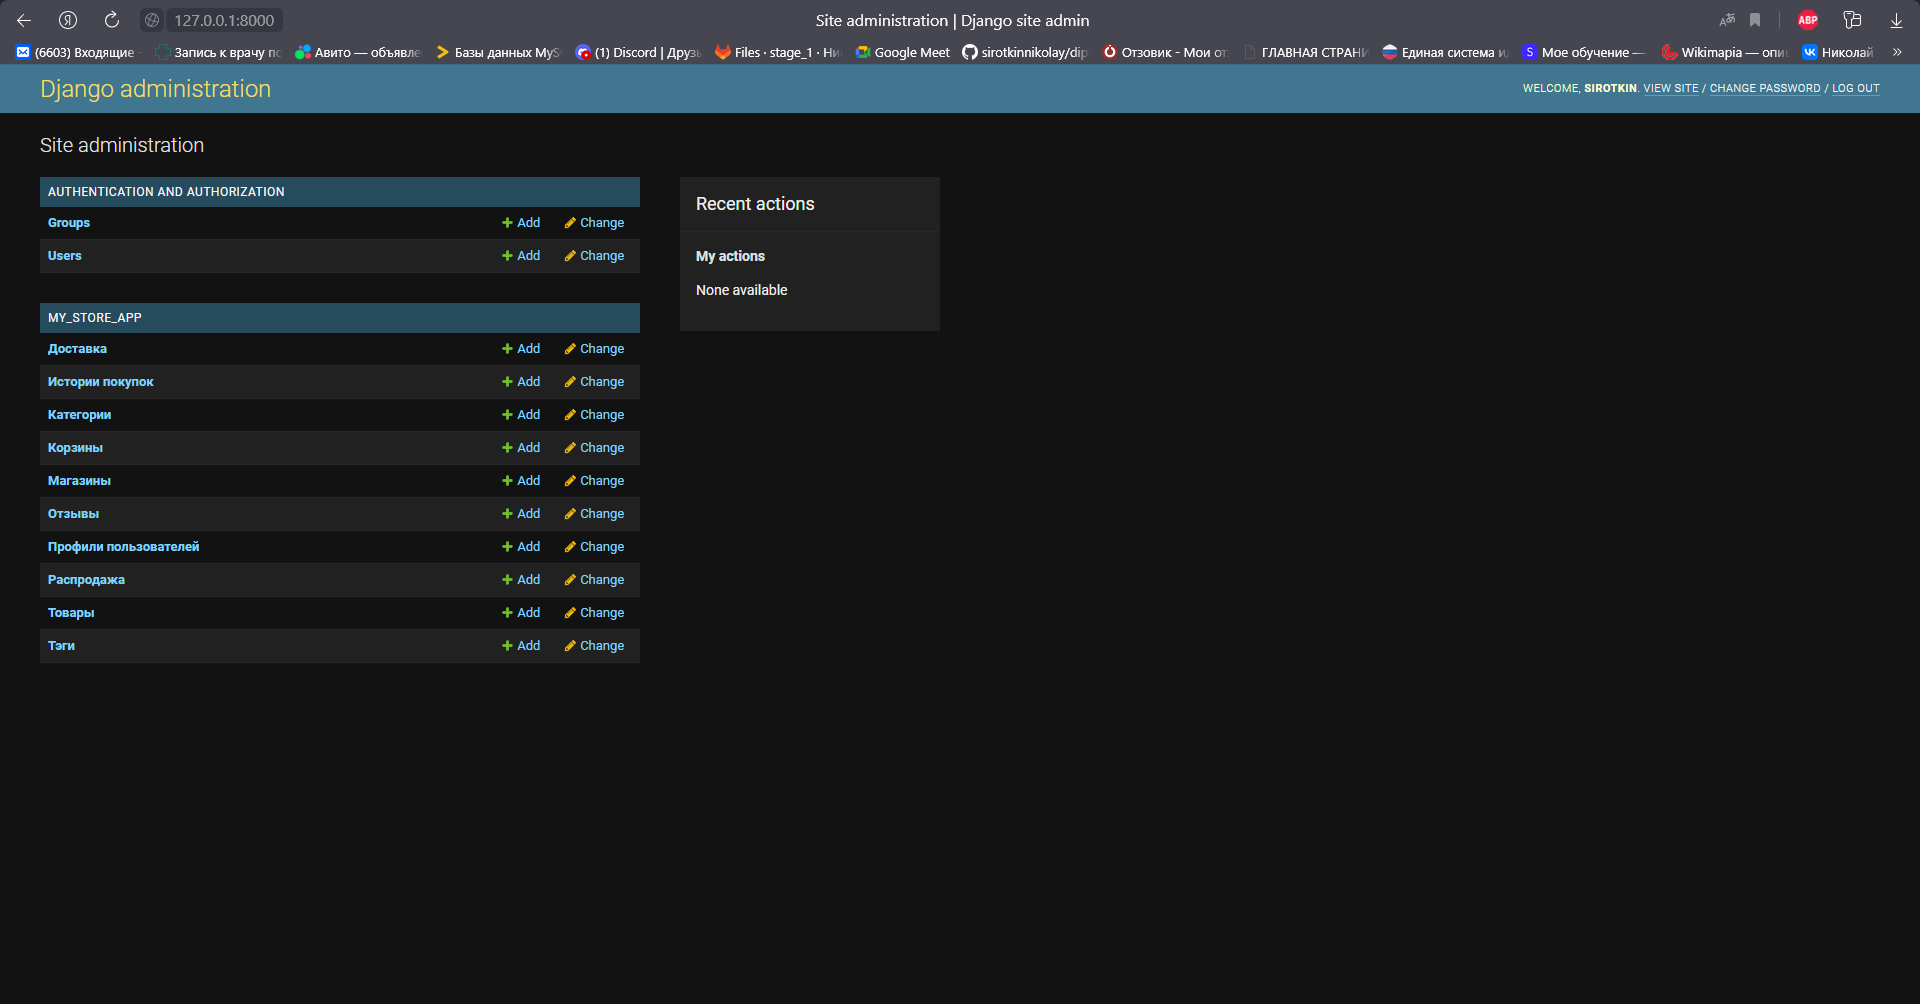 127.0.0.1:8000
Site administration | Django site admin
ABP
(6603) Входящие
Запись к врачу
Авито — объявле
Базы данных MyS
(1) Discord | Друзь
Files · stage_1 · Ни
Google Meet
sirotkinnikolay/dip
Отзовик - Мои от
ГЛАВНАЯ СТРАНИ
Единая система и
Мое обучение —
Wikimapia — опи
Николай
Django administration
WELCOME, SIROTKIN. VIEW SITE / CHANGE PASSWORD / LOG OUT
Site administration
AUTHENTICATION AND AUTHORIZATION
Groups Add Change
Users Add Change
MY_STORE_APP
Доставка Add Change
Истории покупок Add Change
Категории Add Change
Корзины Add Change
Магазины Add Change
Отзывы Add Change
Профили пользователей Add Change
Распродажа Add Change
Товары Add Change
Тэги Add Change
Recent actions
My actions
None available